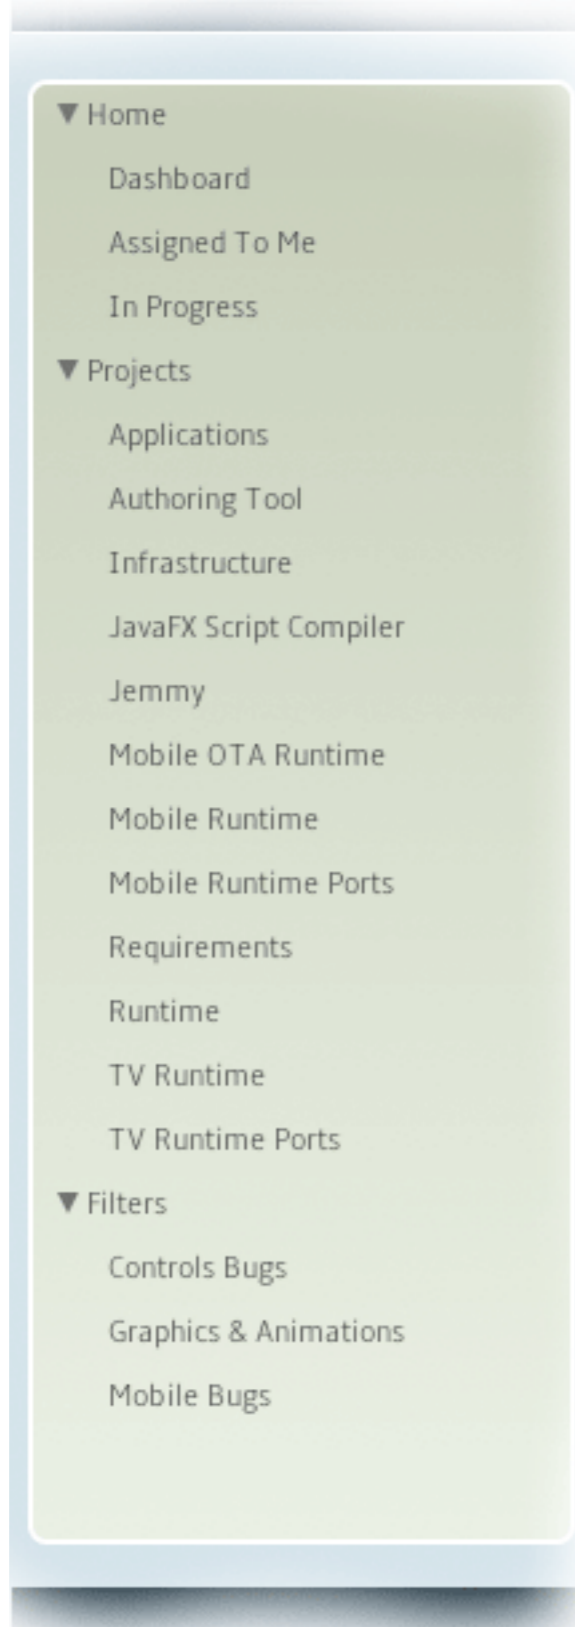 Home
Dashboard
Assigned To Me
In Progress
Projects
Applications
Authoring Tool
Infrastructure
JavaFX Script Compiler
Jemmy
Mobile OTA Runtime
Mobile Runtime
Mobile Runtime Ports
Requirements
Runtime
TV Runtime
TV Runtime Ports
Filters
Controls Bugs
Graphics & Animations
Mobile Bugs